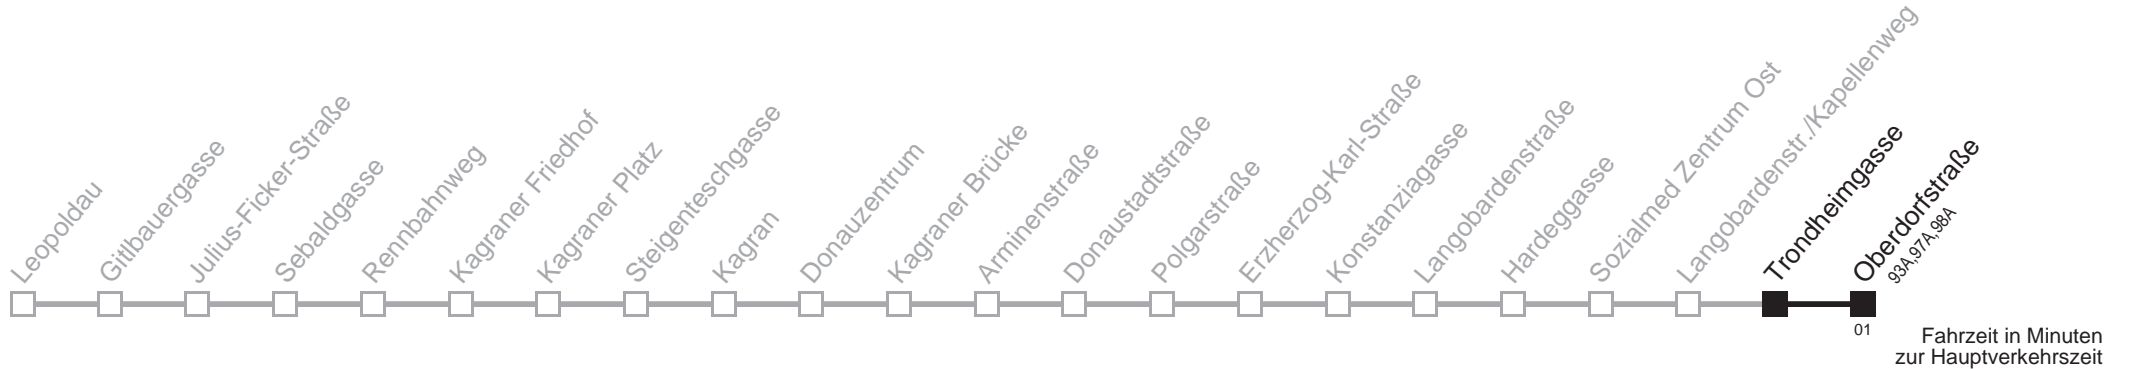 Leopoldau
Gitlbauergasse
Julius-Ficker-Straße
Sebaldgasse
Rennbahnweg
Kagraner Friedhof
Kagraner Platz
Steigenteschgasse
Kagran
Donauzentrum
Kagraner Brücke
Arminenstraße
Donaustadtstraße
Polgarstraße
Erzherzog-Karl-Straße
Konstanziagasse
Langobardenstraße
Hardeggasse
Sozialmed Zentrum Ost
Langobardenstr./Kapellenweg
Trondheimgasse
Oberdorfstraße
93A,97A,98A
01
Fahrzeit in Minuten
zur Hauptverkehrszeit